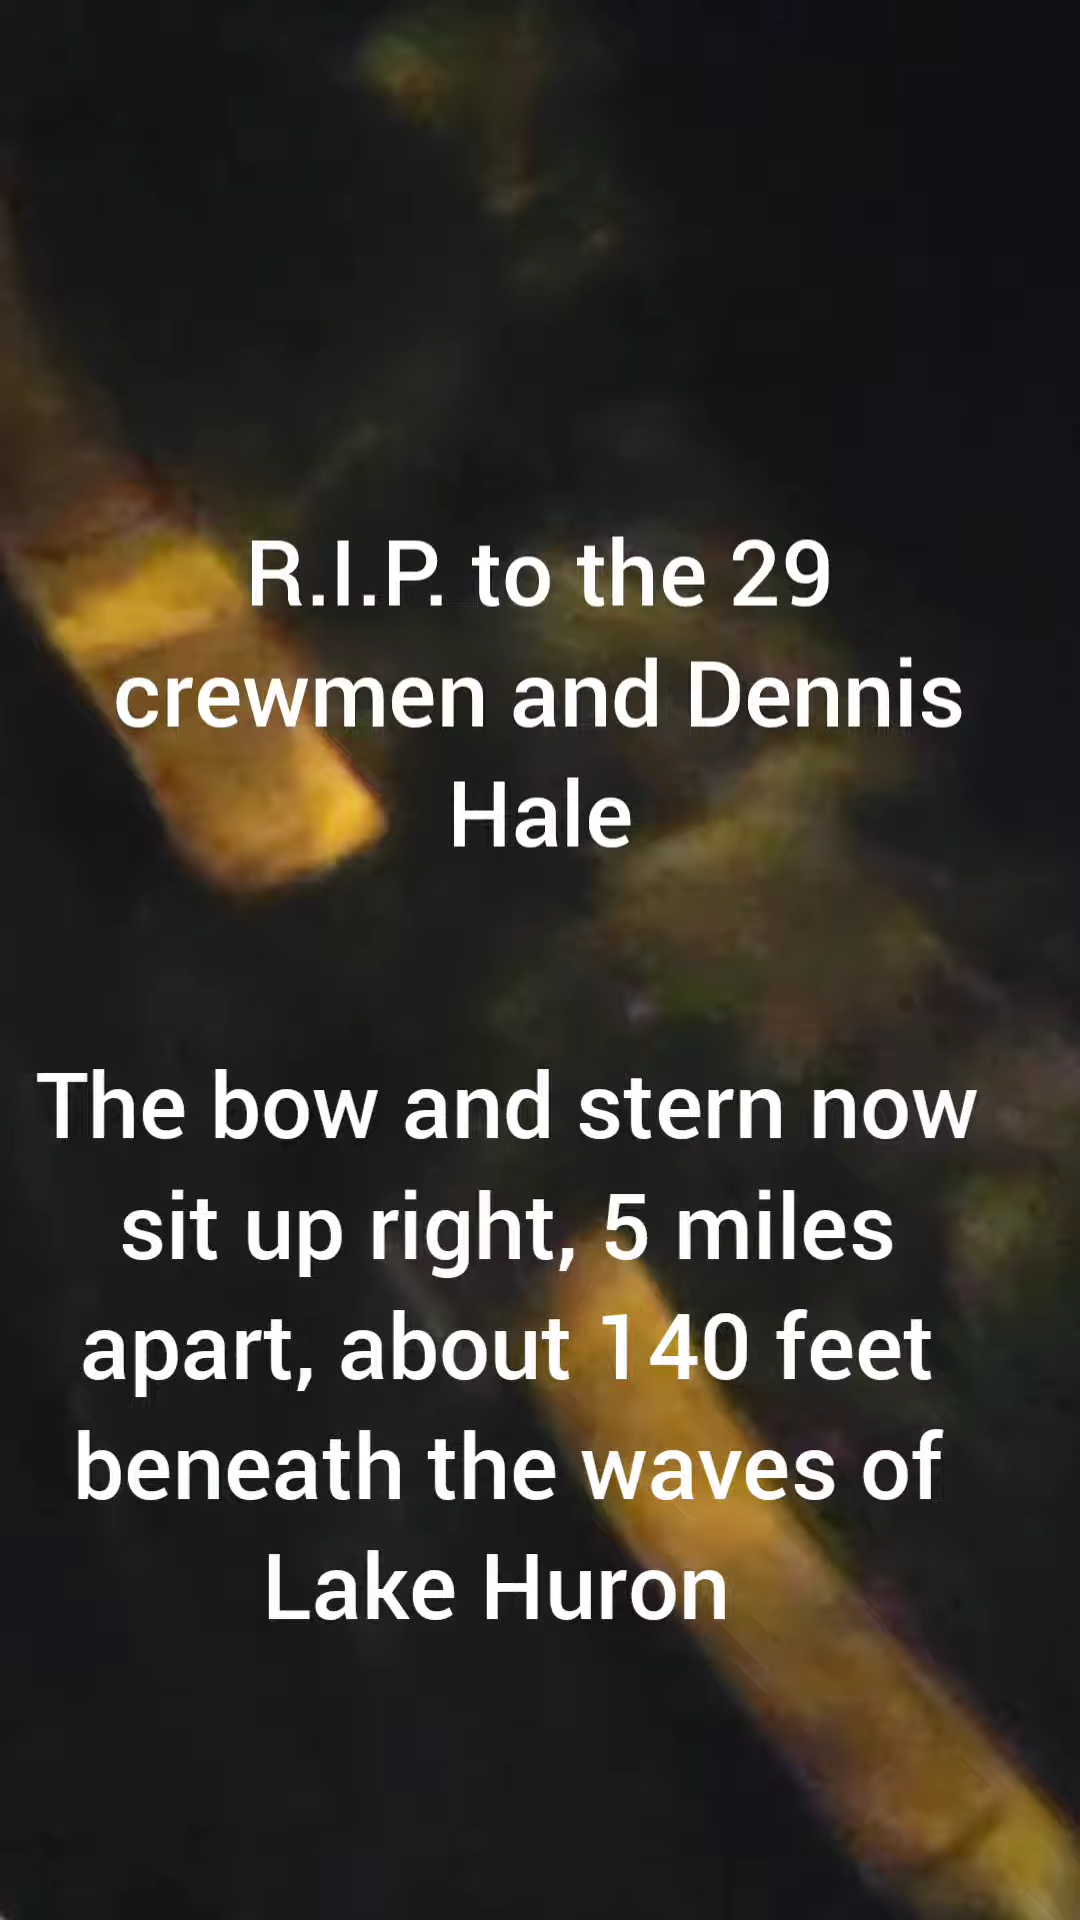 R.I.P. to the 29
crewmen and Dennis
Hale
The bow and stern now
sit up right, 5 miles
apart, about 140 feet
beneath the waves of
Lake Huron